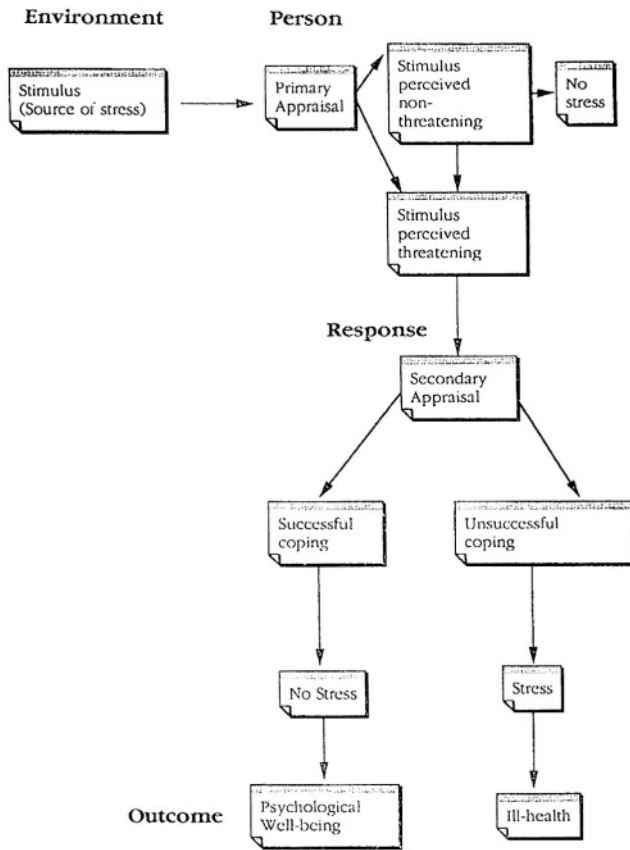 Environment
Person
Stimulus
(Source of stress)
Primary
Appraisal
Stimulus
perceived
non-
threatening
No
stress
Stimulus
perceived
threatening
Response
Secondary
Appraisal
Successful
coping
Unsuccessful
coping
No Stress
Stress
Outcome
Psychological
Well-being
Ill-health